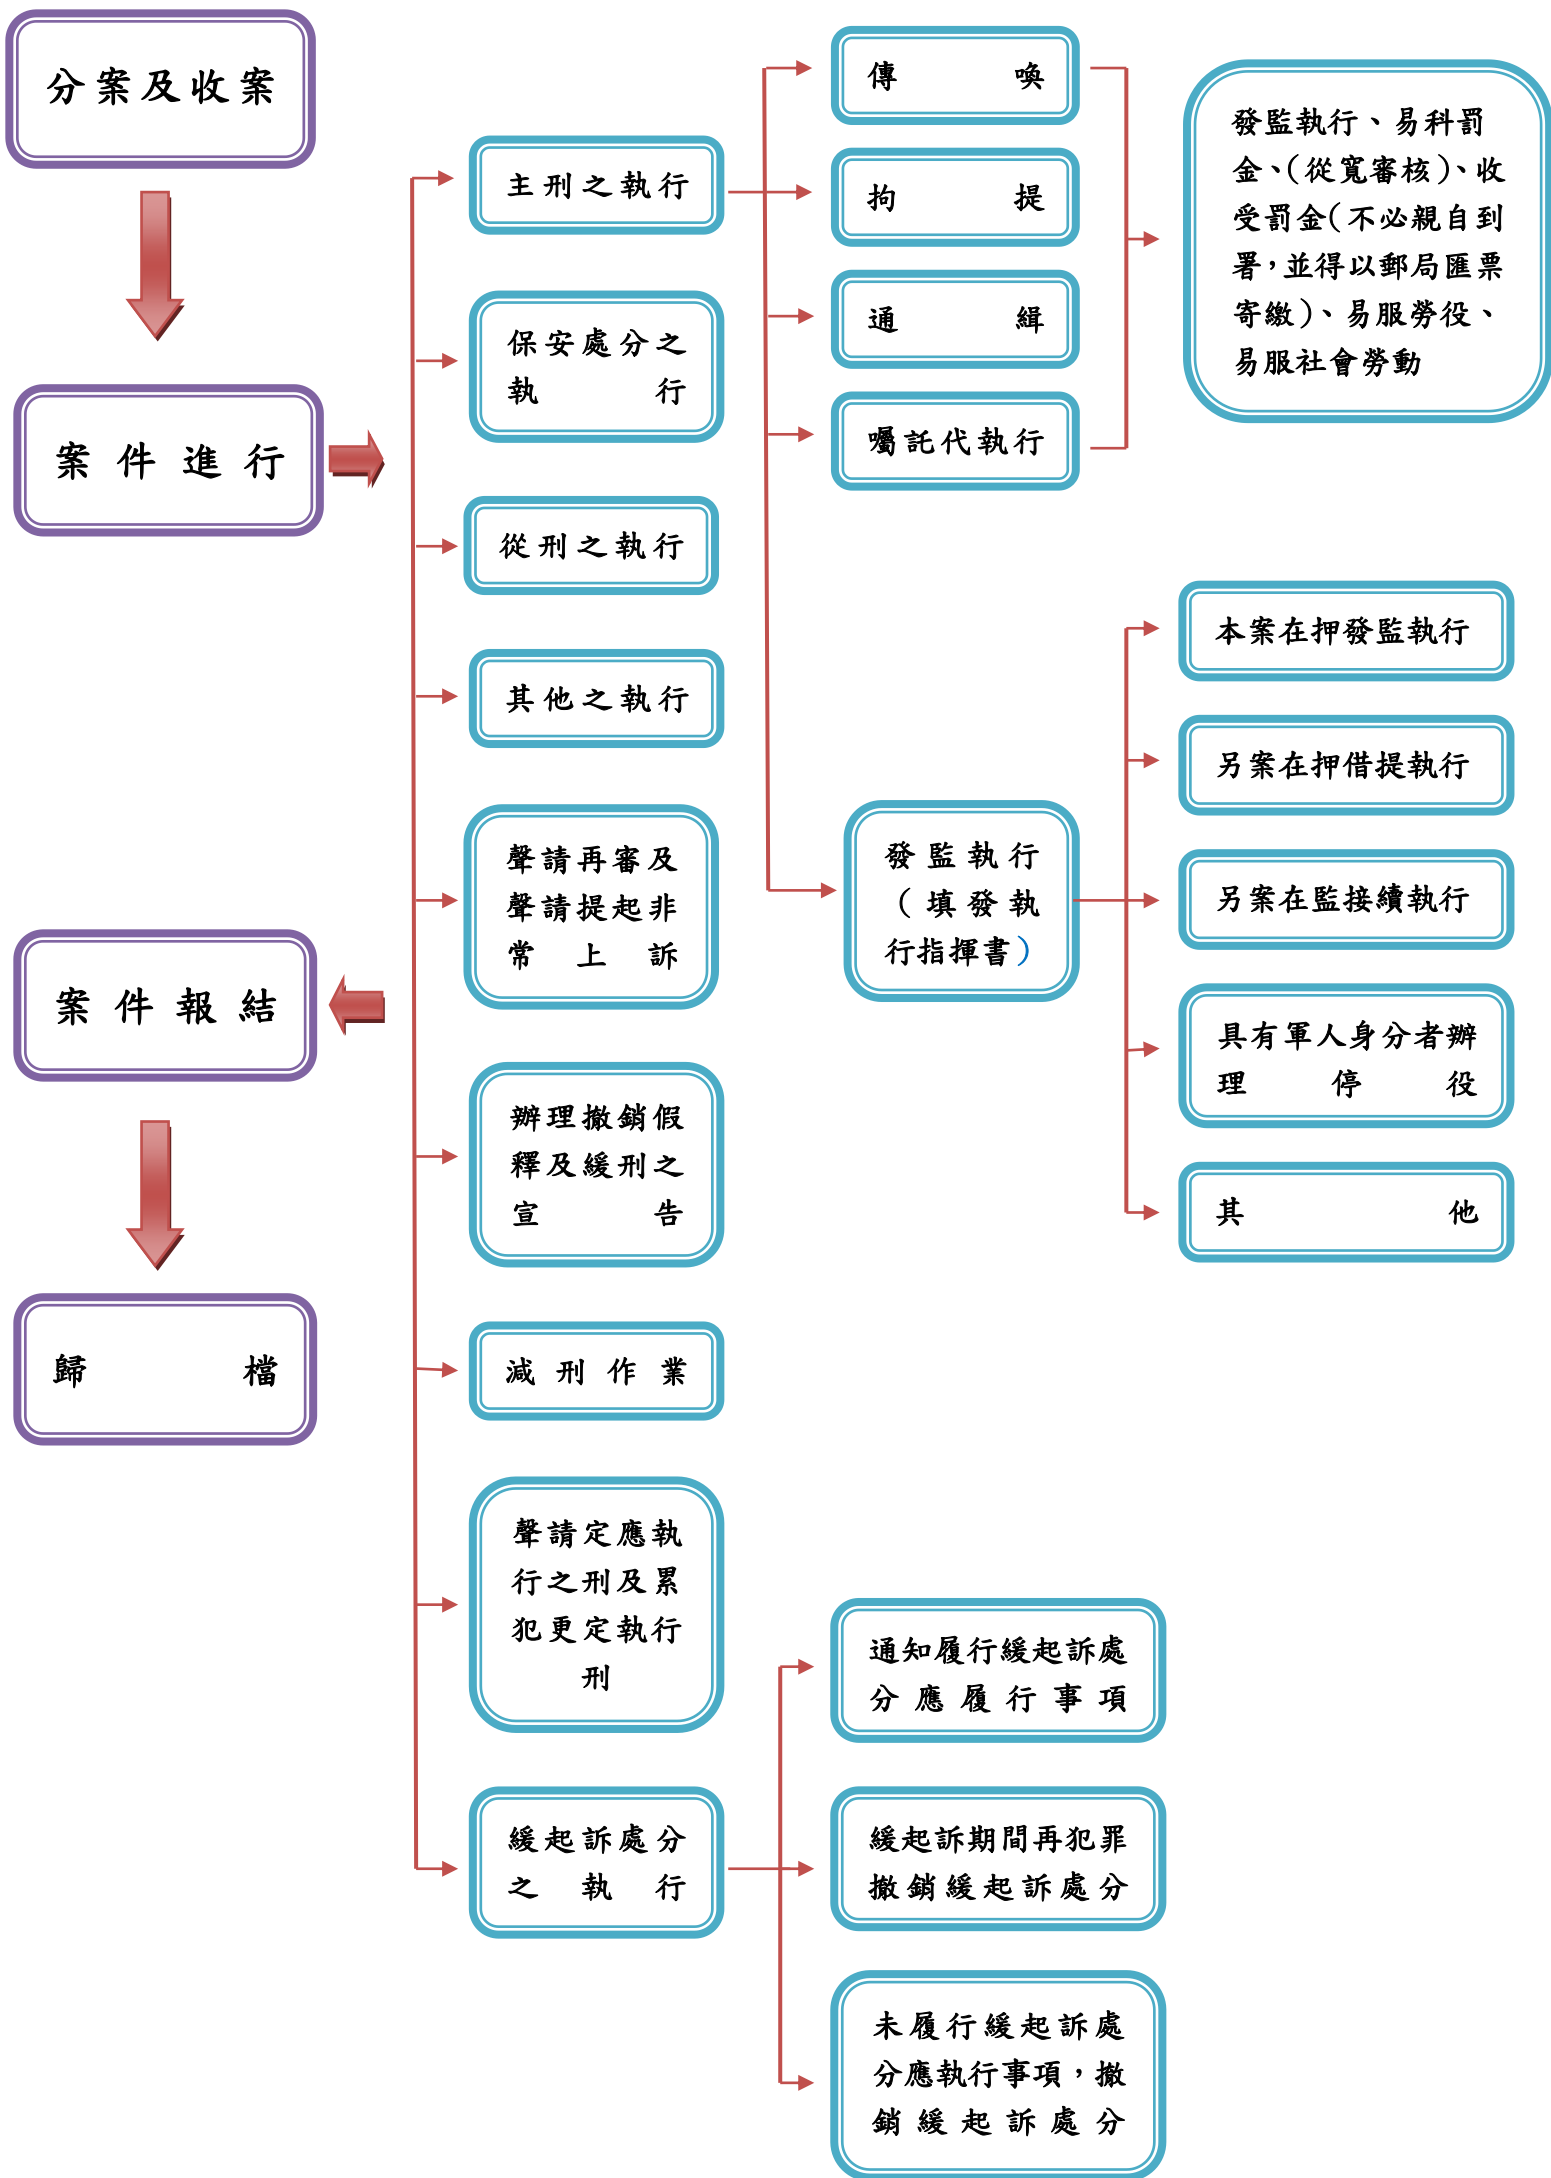 分案及收案
案件進行
案件報結
歸檔
主刑之執行
保安處分之
執行
從刑之執行
其他之執行
聲請再審及
聲請提起非
常上訴
辦理撤銷假
釋及緩刑之
宣告
減刑作業
聲請定應執
行之刑及累
犯更定執行
刑
緩起訴處分
之執行
傳喚
拘提
通緝
囑託代執行
發監執行
（填發執
行指揮書）
通知履行緩起訴處
分應履行事項
緩起訴期間再犯罪
撤銷緩起訴處分
未履行緩起訴處
分應執行事項，撤
銷緩起訴處分
發監執行、易科罰
金、(從寬審核)、收
受罰金(不必親自到
署，並得以郵局匯票
寄繳)、易服勞役、
易服社會勞動
本案在押發監執行
另案在押借提執行
另案在監接續執行
具有軍人身分者辦
理停役
其他